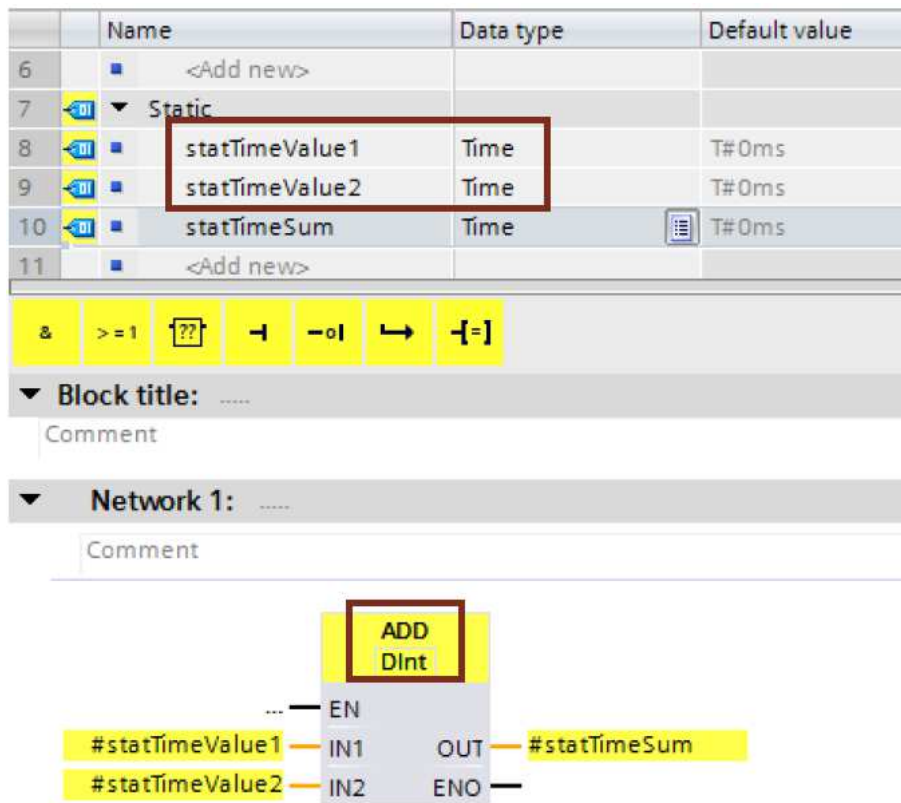 Name Data type Default value
6 <Add new>
7 Static
8 statTimeValue1 Time T#0ms
9 statTimeValue2 Time T#0ms
10 statTimeSum Time T#0ms
11 <Add new>
& >=1 ?? -o| -[=]
Block title: .....
Comment
Network 1: .....
Comment
ADD
DInt
... EN
#statTimeValue1 IN1 OUT #statTimeSum
#statTimeValue2 IN2 ENO